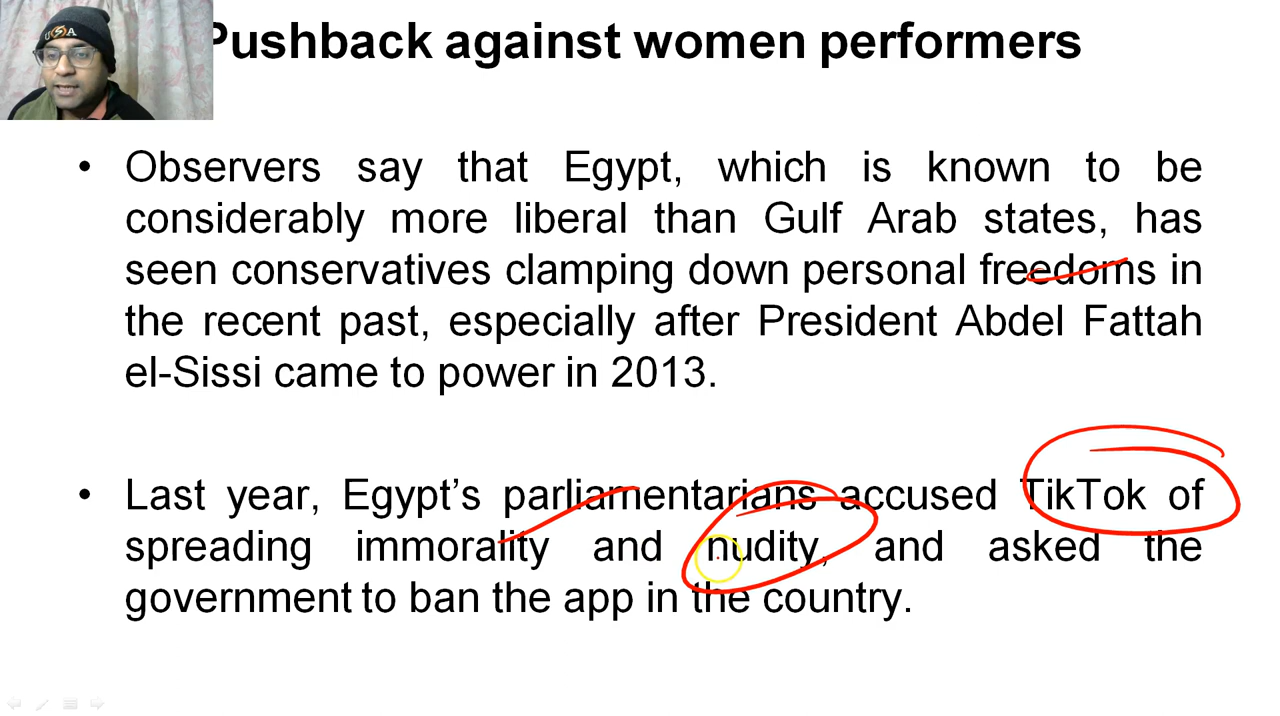 Pushback against women performers
USA
• Observers say that Egypt, which is known to be
considerably more liberal than Gulf Arab states, has
seen conservatives clamping down personal freedoms in
the recent past, especially after President Abdel Fattah
el-Sissi came to power in 2013.
• Last year, Egypt’s parliamentarians accused TikTok of
spreading immorality and nudity, and asked the
government to ban the app in the country.